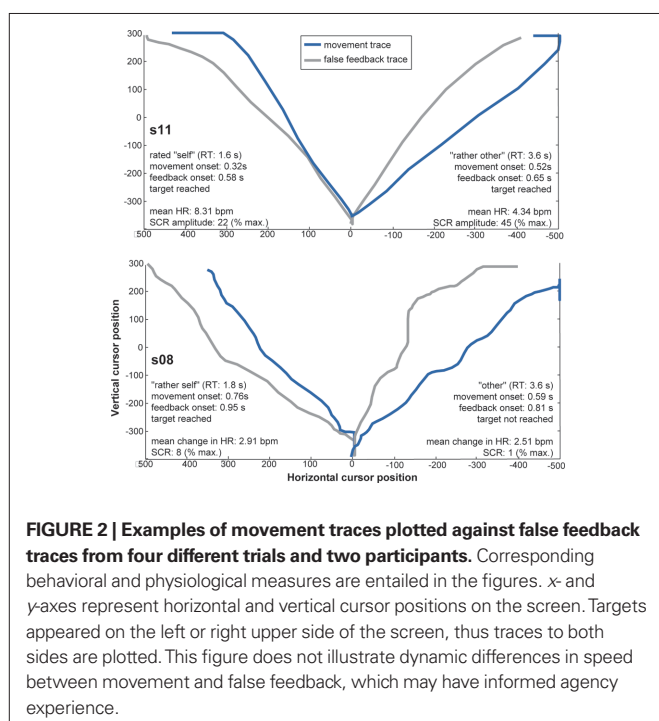 300
movement trace
false feedback trace
200
100
0
s11
rated "self" (RT: 1.6 s)
movement onset: 0.32s
feedback onset: 0.58 s
target reached
"rather other" (RT: 3.6 s)
movement onset: 0.52s
feedback onset: 0.65 s
target reached
-100
-200
-300
mean HR: 8.31 bpm
SCR amplitude: 22 (% max.)
mean HR: 4.34 bpm
SCR amplitude: 45 (% max.)
500 400 300 200 100 0 -100 -200 -300 -400 -500
300
200
100
0
s08
Vertical cursor position
"rather self" (RT: 1.8 s)
movement onset: 0.76s
feedback onset: 0.95 s
target reached
"other" (RT: 3.6 s)
movement onset: 0.59 s
feedback onset: 0.81 s
target not reached
-100
-200
-300
mean change in HR: 2.91 bpm
SCR: 8 (% max.)
mean change in HR: 2.51 bpm
SCR: 1 (% max.)
500 400 300 200 100 0 -100 -200 -300 -400 -500
Horizontal cursor position
FIGURE 2 | Examples of movement traces plotted against false feedback
traces from four different trials and two participants. Corresponding
behavioral and physiological measures are entailed in the figures. x- and
y-axes represent horizontal and vertical cursor positions on the screen. Targets
appeared on the left or right upper side of the screen, thus traces to both
sides are plotted. This figure does not illustrate dynamic differences in speed
between movement and false feedback, which may have informed agency
experience.